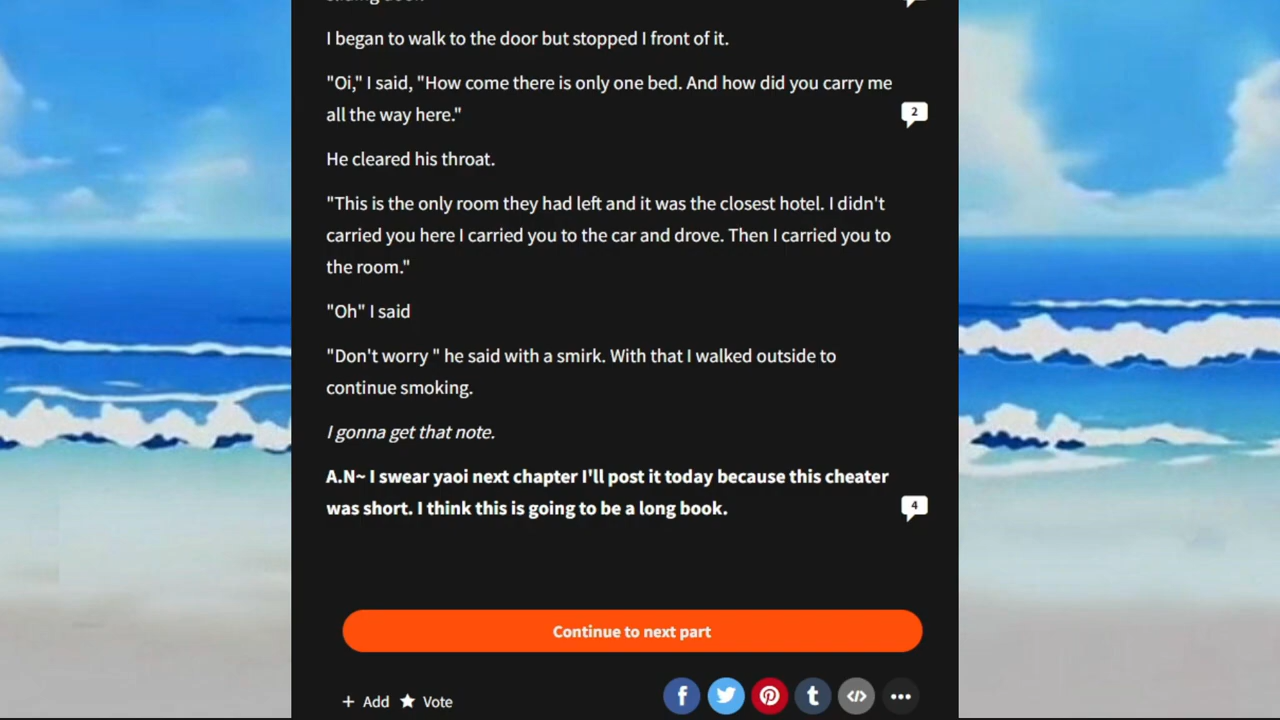 I began to walk to the door but stopped I front of it.
"Oi," I said, "How come there is only one bed. And how did you carry me
all the way here."
2
He cleared his throat.
"This is the only room they had left and it was the closest hotel. I didn't
carried you here I carried you to the car and drove. Then I carried you to
the room."
"Oh" I said
"Don't worry " he said with a smirk. With that I walked outside to
continue smoking.
I gonna get that note.
A.N~ I swear yaoi next chapter I'll post it today because this cheater
was short. I think this is going to be a long book.
4
Continue to next part
+ Add ★ Vote